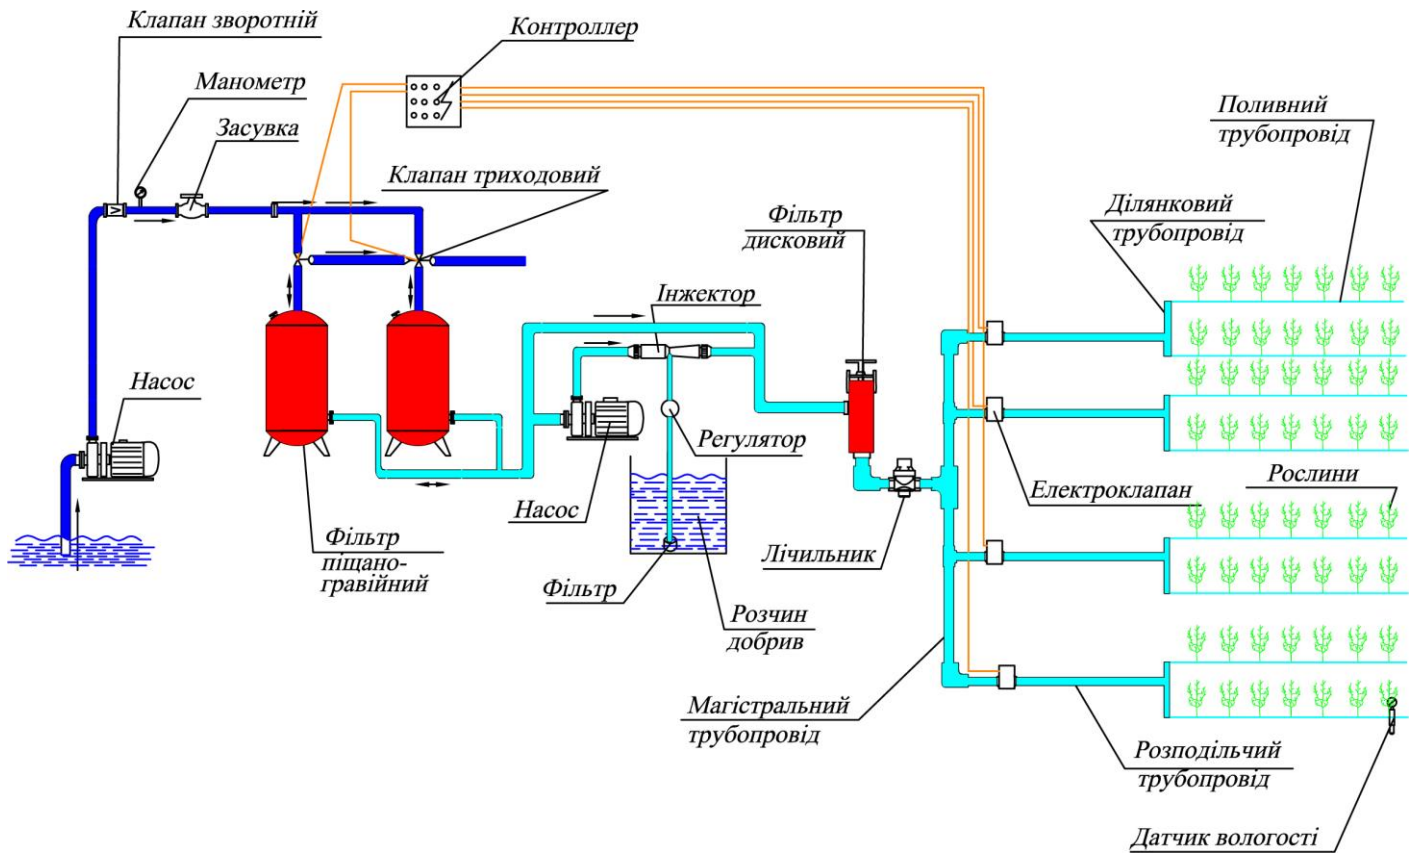 Клапан зворотній
Контроллер
Манометр
Засувка
Поливний
трубопровід
Клапан триходовий
Фільтр
дисковий
Ділянковий
трубопровід
Інжектор
Насос
Регулятор
Електроклапан
Рослини
Насос
Фільтр
піщано-
гравійний
Лічильник
Фільтр
Розчин
добрив
Магістральний
трубопровід
Розподільчий
трубопровід
Датчик вологості